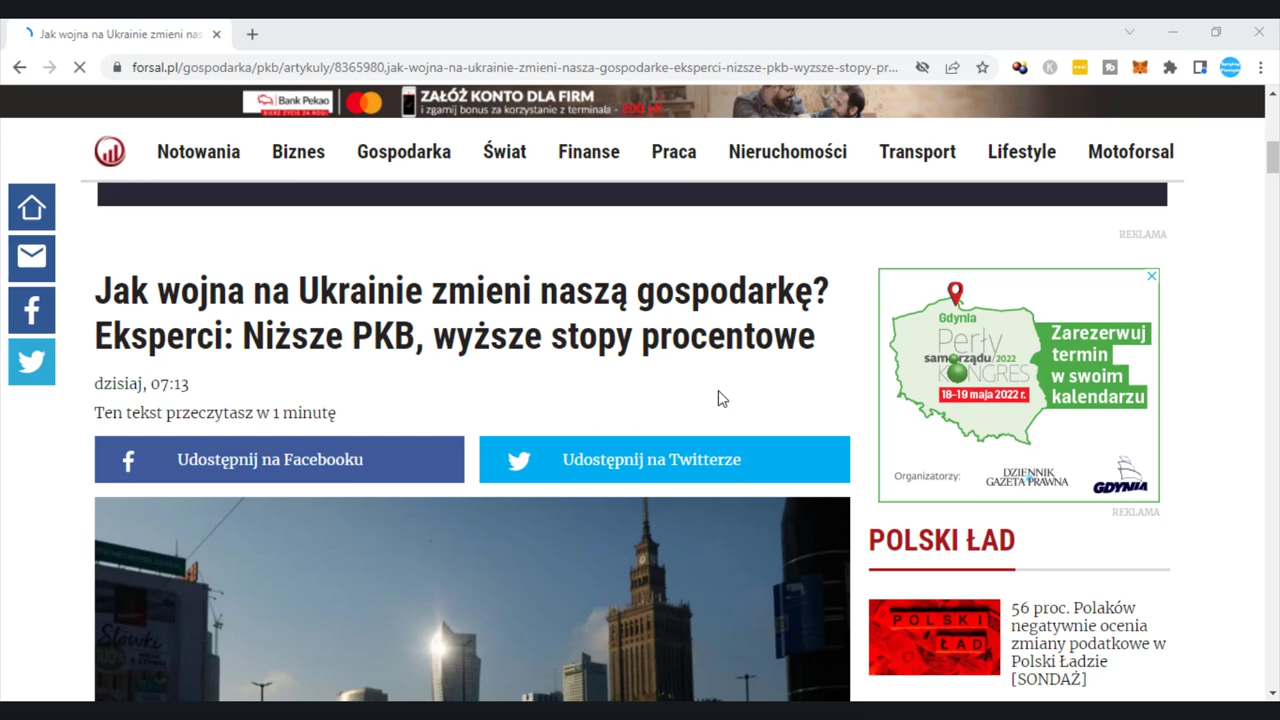 Jak wojna na Ukrainie zmieni nas
forsal.pl/gospodarka/pkb/artykuly/8365980,jak-wojna-na-ukrainie-zmieni-nasza-gospodarke-eksperci-nizsze-pkb-wyzsze-stopy-pr...
Bank Pekao
ZAŁÓŻ KONTO DLA FIRM
i zgarnij bonus za korzystanie z terminala - 200 zł!
Notowania Biznes Gospodarka Świat Finanse Praca Nieruchomości Transport Lifestyle Motoforsal
REKLAMA
Jak wojna na Ukrainie zmieni naszą gospodarkę?
Eksperci: Niższe PKB, wyższe stopy procentowe
dzisiaj, 07:13
Ten tekst przeczytasz w 1 minutę
Udostępnij na Facebooku
Udostępnij na Twitterze
Gdynia
Perły
samorządu/2022
KONGRES
18-19 maja 2022 r.
Zarezerwuj
termin
w swoim
kalendarzu
Organizatorzy:
DZIENNIK
GAZETA PRAWNA
GDYNIA
REKLAMA
POLSKI ŁAD
POLSKI
ŁAD
56 proc. Polaków
negatywnie ocenia
zmiany podatkowe w
Polski Ładzie
[SONDAŻ]
Słówki
100%